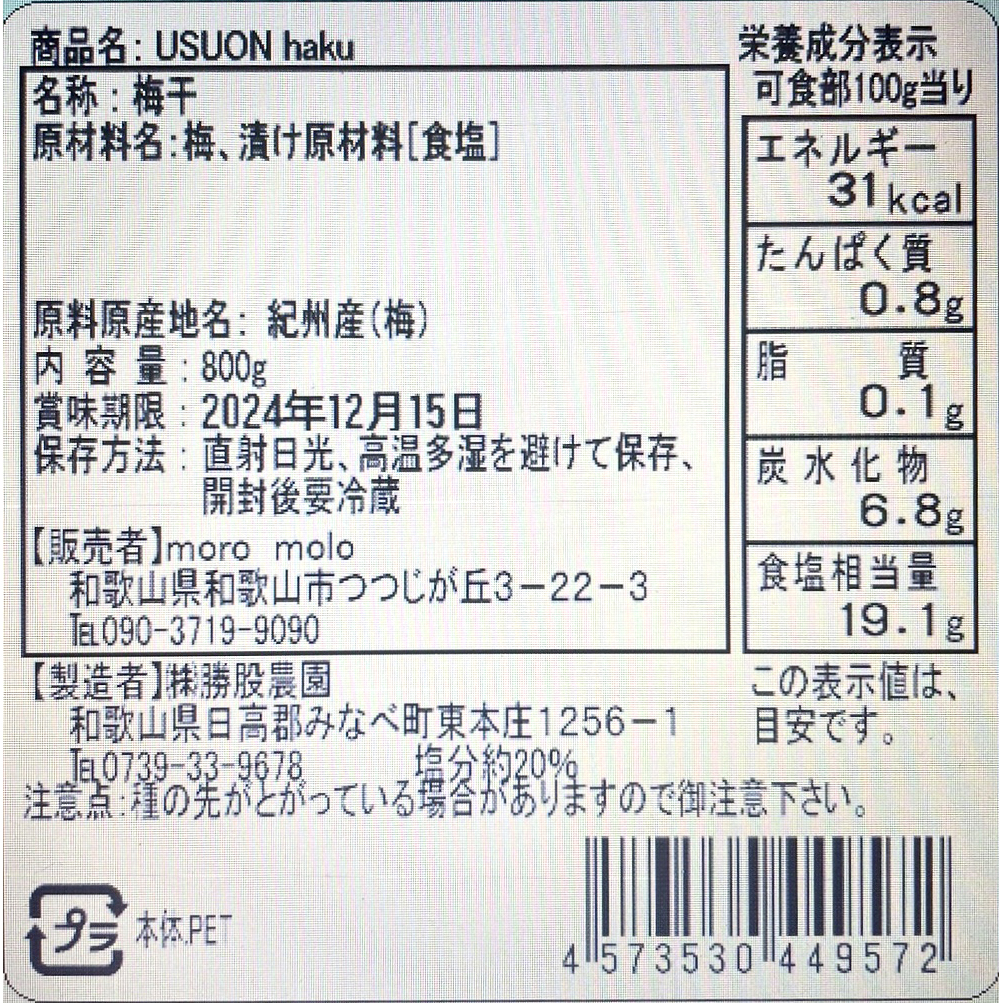 商品名: USUON haku
名称:梅干
原材料名:梅、漬け原材料[食塩]
原料原産地名: 紀州産(梅)
内容量:800g
賞味期限:2024年12月15日
保存方法:直射日光、高温多湿を避けて保存、
開封後要冷蔵
【販売者】moro molo
和歌山県和歌山市つつじが丘3-22-3
℡090-3719-9090
【製造者】㈱勝股農園
和歌山県日高郡みなべ町東本庄1256-1
℡0739-33-9678 塩分約20%
注意点:種の先がとがっている場合がありますので御注意下さい。
栄養成分表示
可食部100g当り
エネルギー
31kcal
たんぱく質
0.8g
脂質
0.1g
炭水化物
6.8g
食塩相当量
19.1g
この表示値は、
目安です。
プラ 本体.PET
4 573530 449572